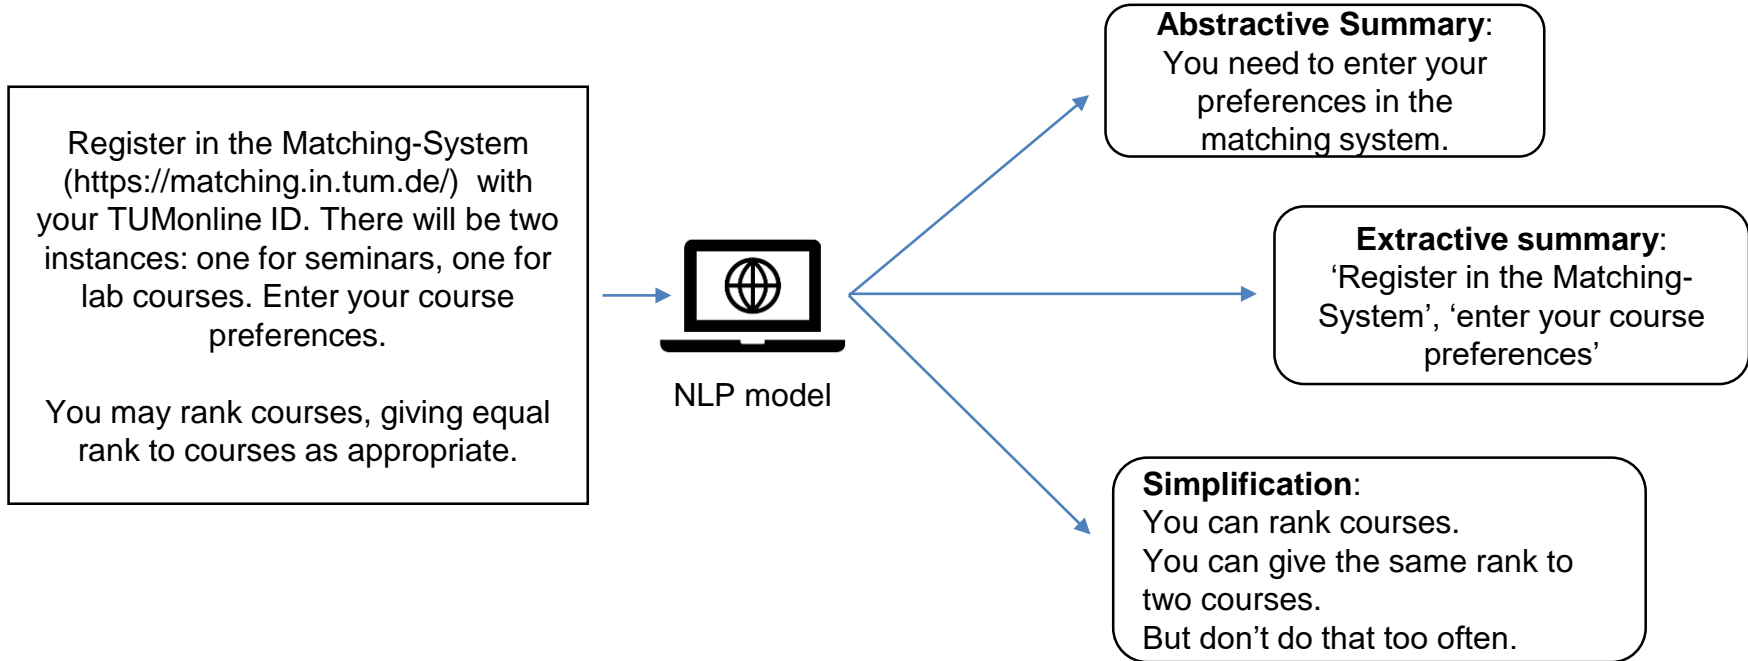 Register in the Matching-System
(https://matching.in.tum.de/) with
your TUMonline ID. There will be two
instances: one for seminars, one for
lab courses. Enter your course
preferences.
You may rank courses, giving equal
rank to courses as appropriate.
NLP model
Abstractive Summary:
You need to enter your
preferences in the
matching system.
Extractive summary:
‘Register in the Matching-
System’, ‘enter your course
preferences’
Simplification:
You can rank courses.
You can give the same rank to
two courses.
But don’t do that too often.